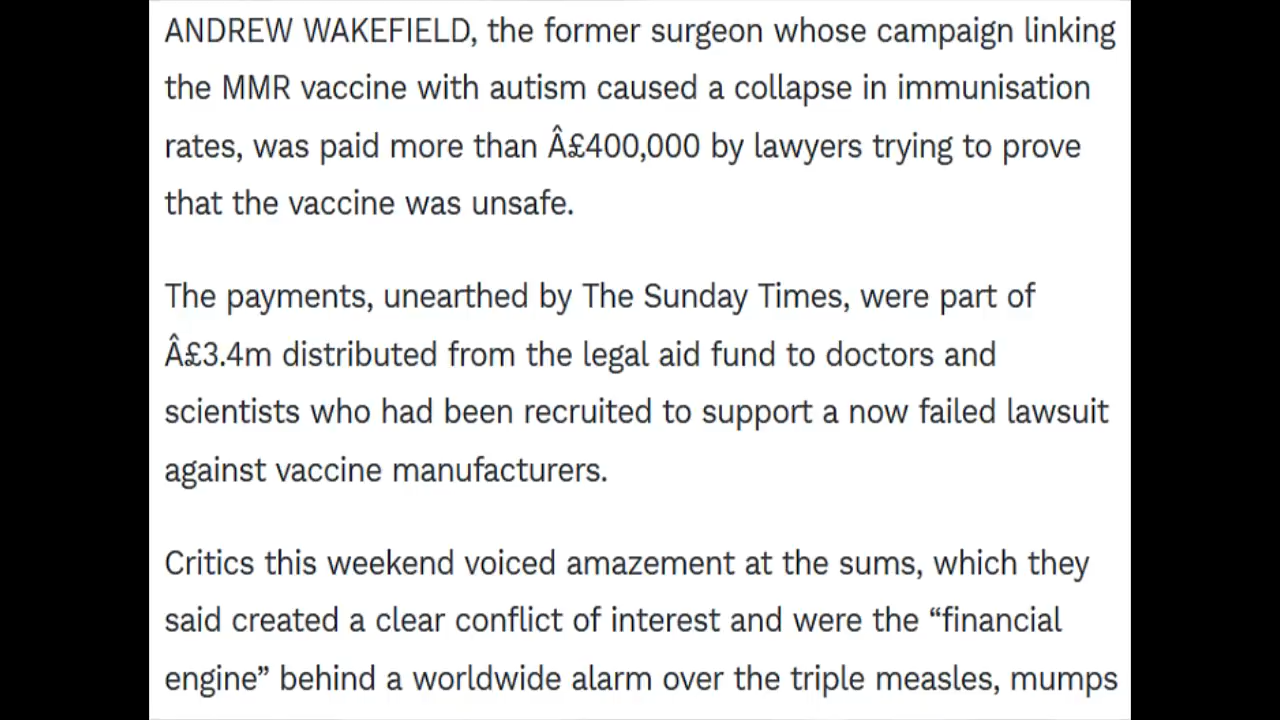 ANDREW WAKEFIELD, the former surgeon whose campaign linking
the MMR vaccine with autism caused a collapse in immunisation
rates, was paid more than Â£400,000 by lawyers trying to prove
that the vaccine was unsafe.
The payments, unearthed by The Sunday Times, were part of
Â£3.4m distributed from the legal aid fund to doctors and
scientists who had been recruited to support a now failed lawsuit
against vaccine manufacturers.
Critics this weekend voiced amazement at the sums, which they
said created a clear conflict of interest and were the “financial
engine” behind a worldwide alarm over the triple measles, mumps